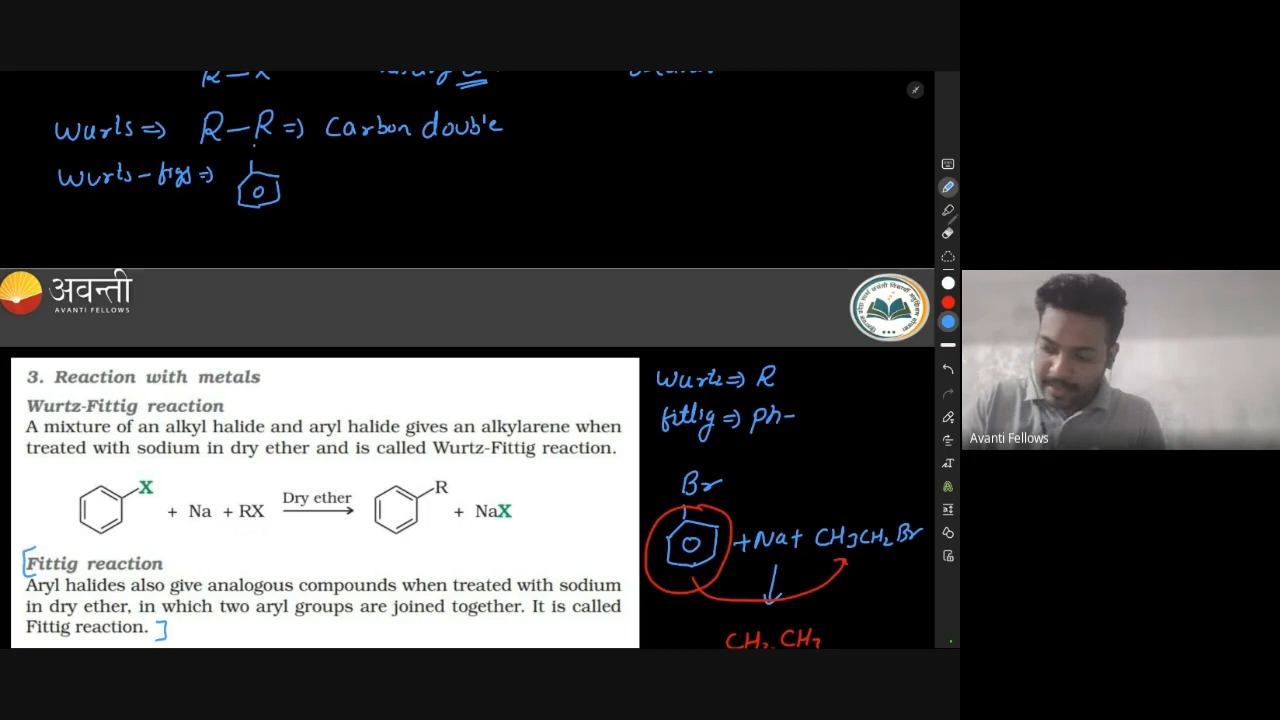 R-X
Wurts => R-R => Carbon double
Wurts-figs =>
अवन्ती
AVANTI FELLOWS
3. Reaction with metals
Wurtz-Fittig reaction
A mixture of an alkyl halide and aryl halide gives an alkylarene when
treated with sodium in dry ether and is called Wurtz-Fittig reaction.
X + Na + RX Dry ether R + NaX
Fittig reaction
Aryl halides also give analogous compounds when treated with sodium
in dry ether, in which two aryl groups are joined together. It is called
Fittig reaction.
Wurtz => R
fittig => ph-
Br
+Na+ CH3CH2Br
CH2CH3
Avanti Fellows